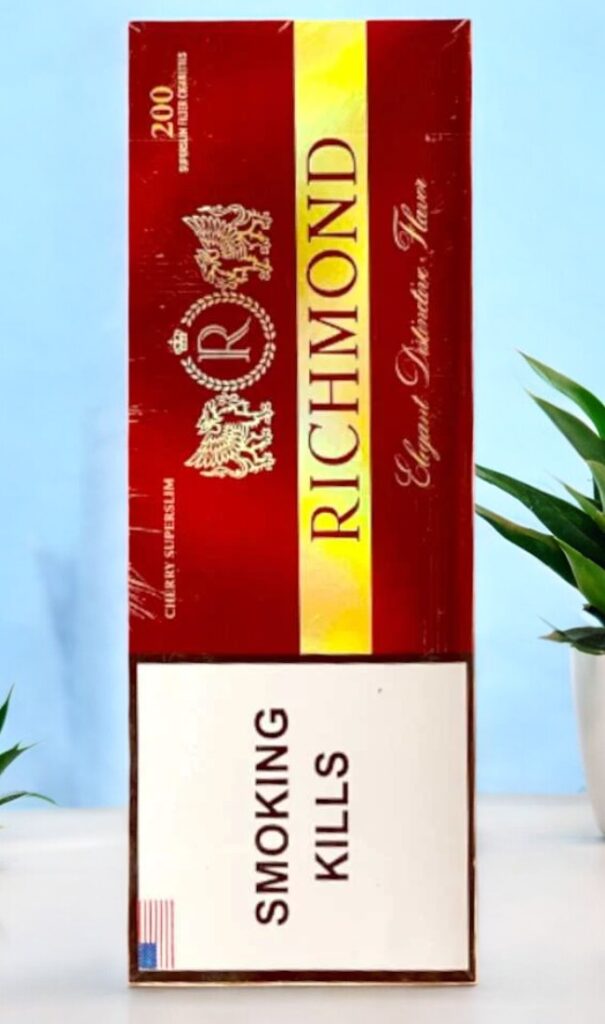 200
SUPERSLIM FILTER CIGARETTES
CHERRY SUPERSLIM
R
RICHMOND
Elegant Distinctive Flavor
SMOKING
KILLS